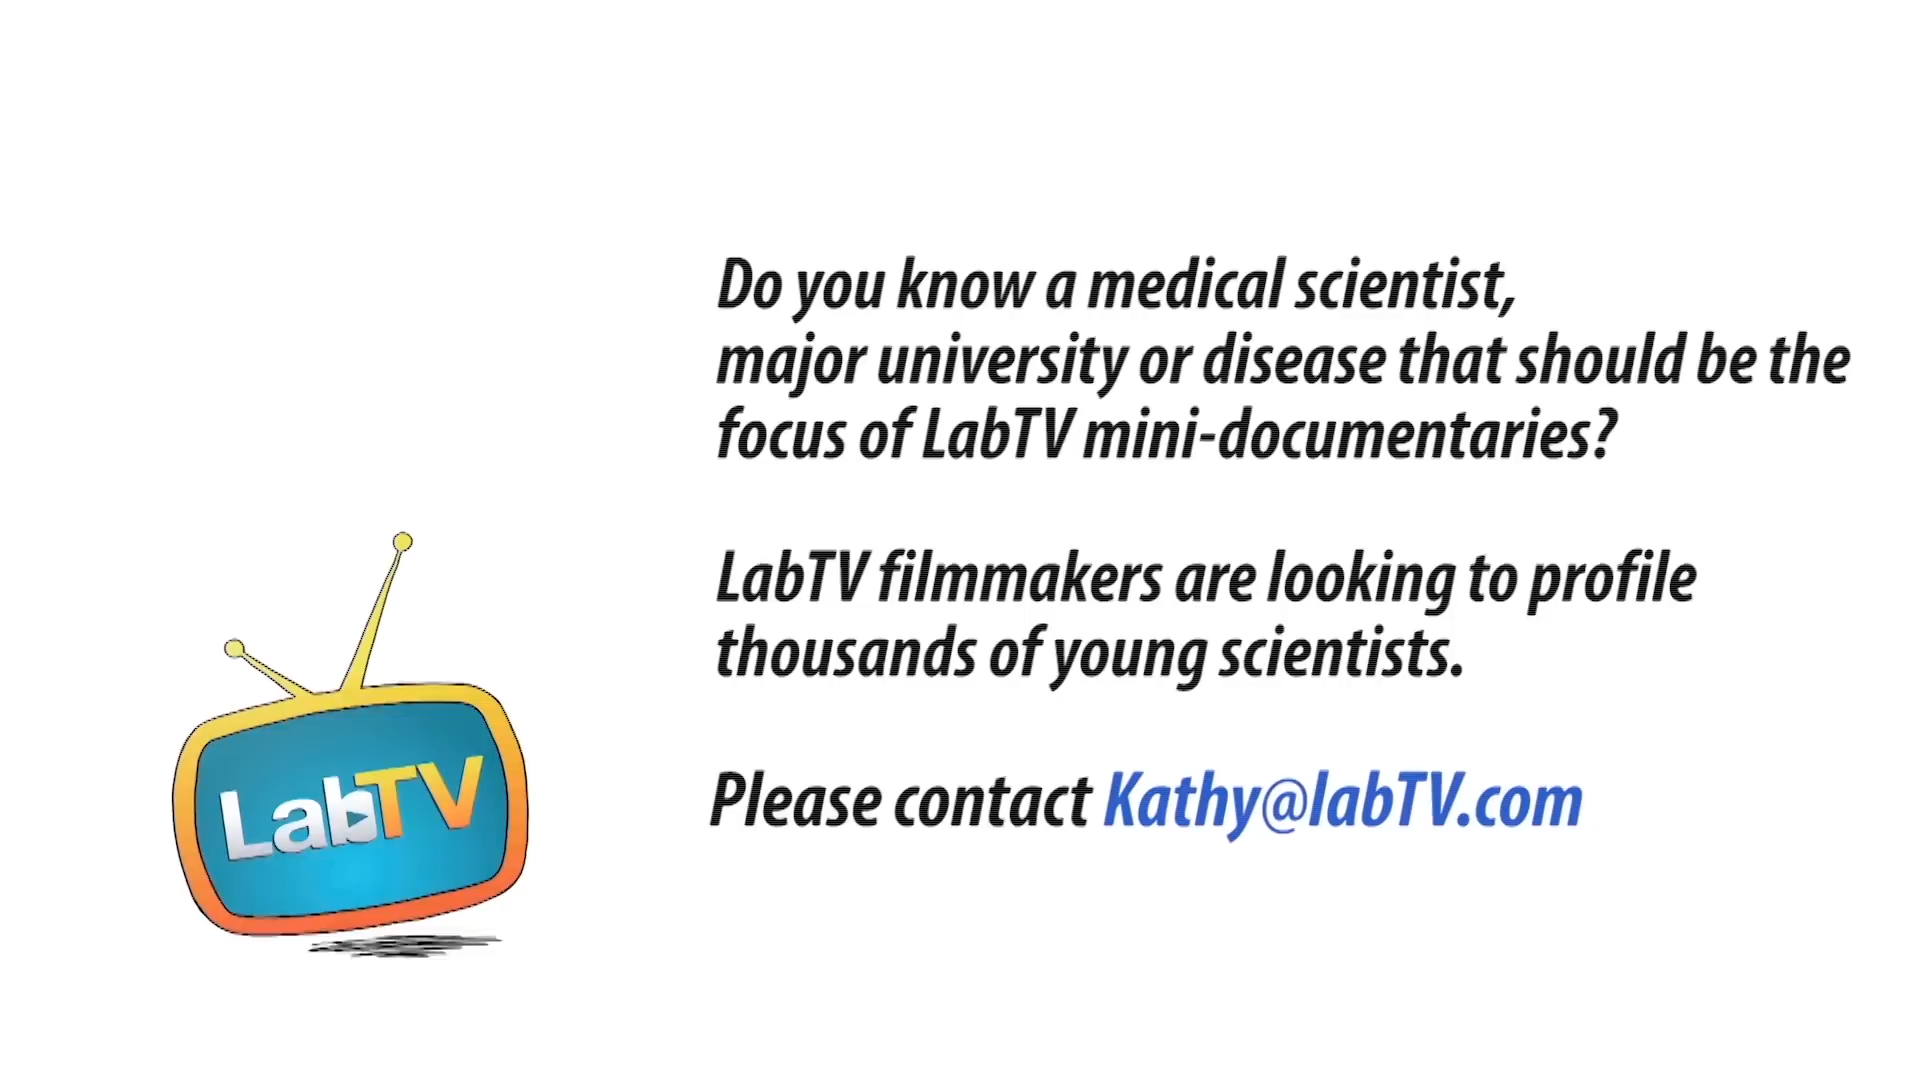 Do you know a medical scientist,
major university or disease that should be the
focus of LabTV mini-documentaries?
LabTV filmmakers are looking to profile
thousands of young scientists.
Please contact Kathy@labTV.com
LabTV